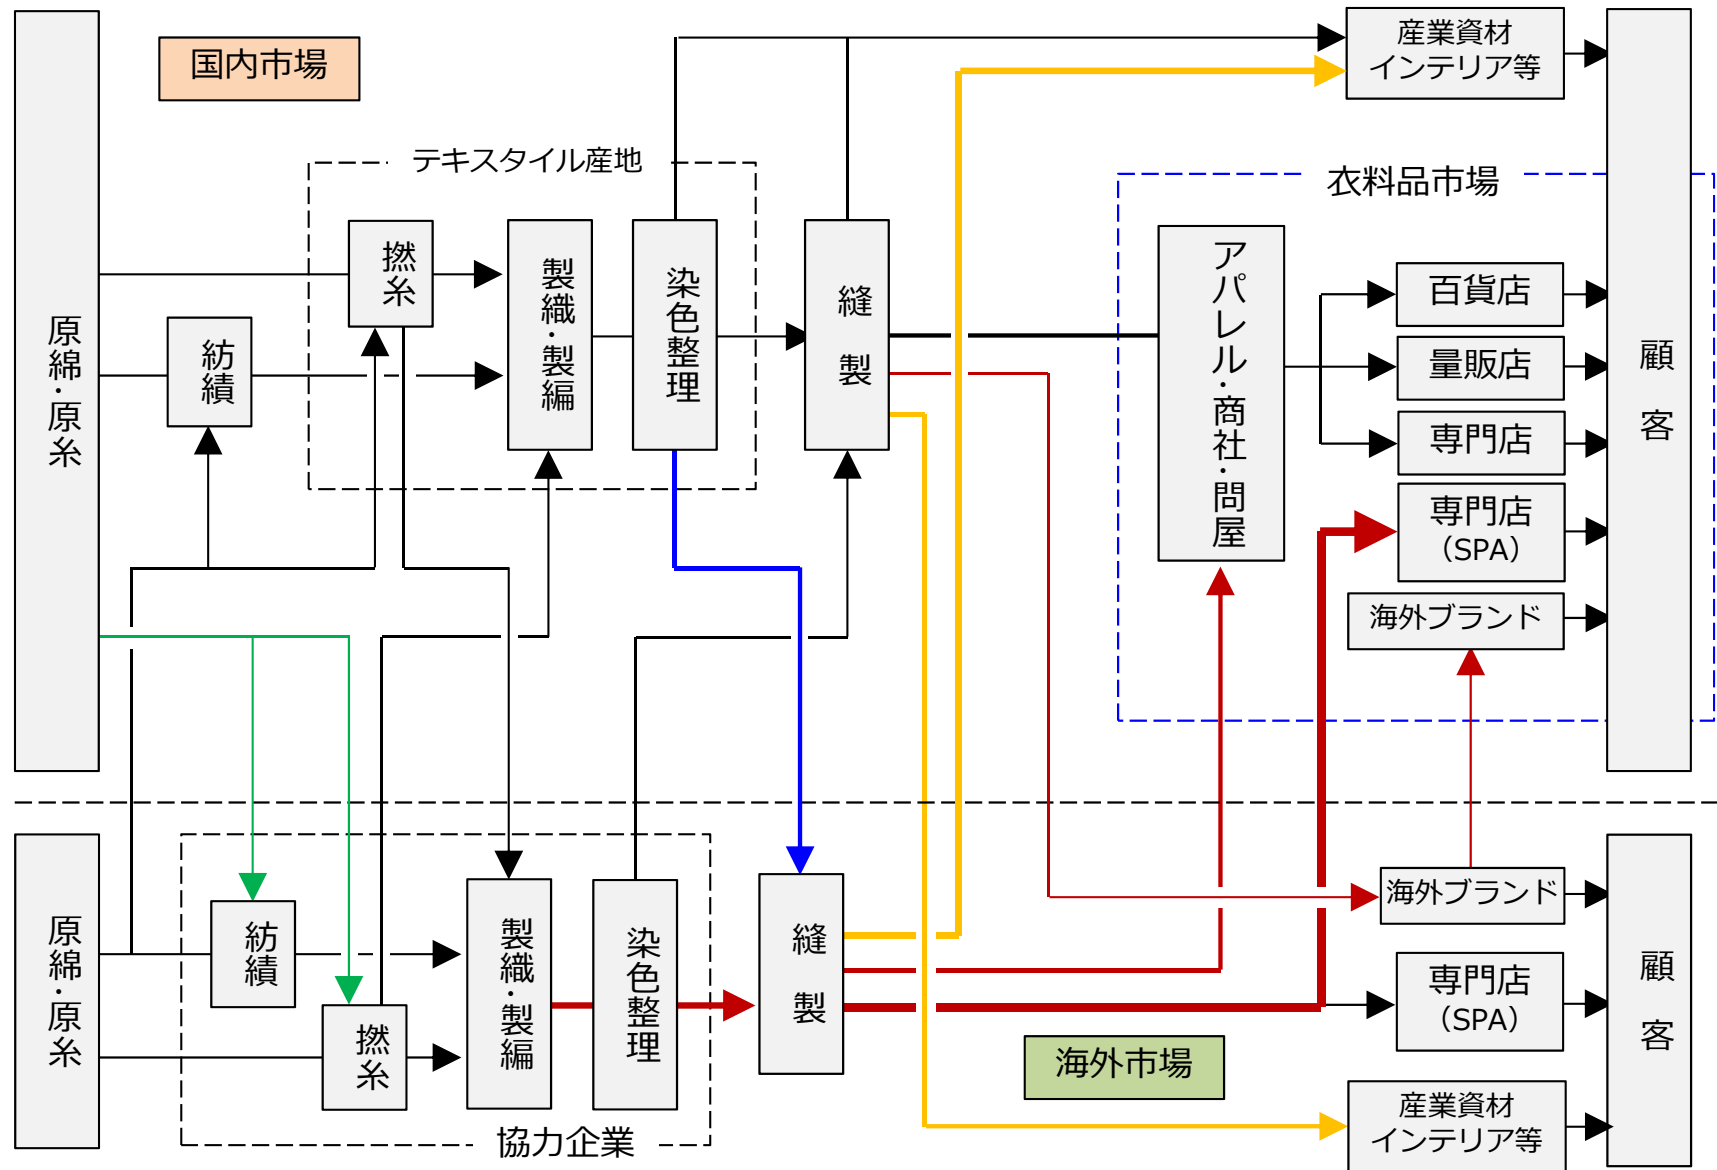 国内市場
産業資材
インテリア等
テキスタイル産地
衣料品市場
原綿・原糸
紡績
撚糸
製織・製編
染色整理
縫製
アパレル・商社・問屋
百貨店
量販店
専門店
専門店
（SPA）
海外ブランド
顧客
原綿・原糸
紡績
撚糸
製織・製編
染色整理
協力企業
縫製
海外市場
海外ブランド
専門店
（SPA）
産業資材
インテリア等
顧客